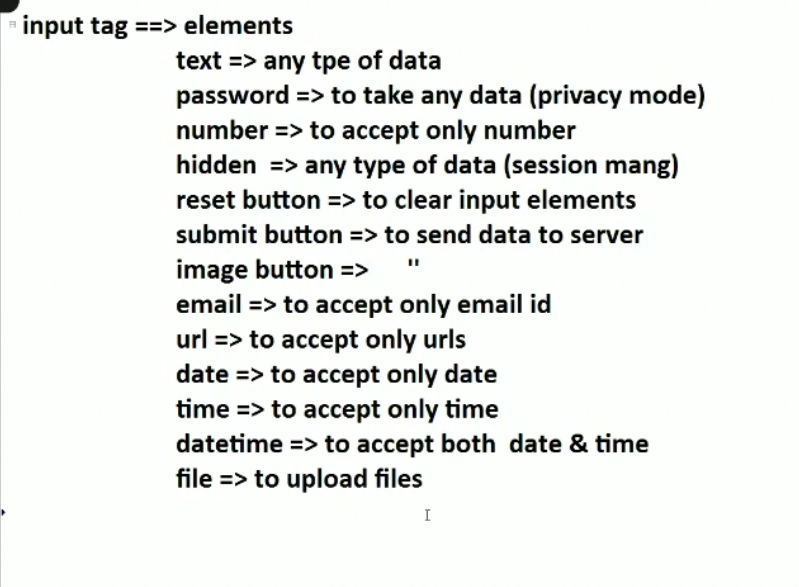 input tag ==> elements
text => any tpe of data
password => to take any data (privacy mode)
number => to accept only number
hidden => any type of data (session mang)
reset button => to clear input elements
submit button => to send data to server
image button => "
email => to accept only email id
url => to accept only urls
date => to accept only date
time => to accept only time
datetime => to accept both date & time
file => to upload files